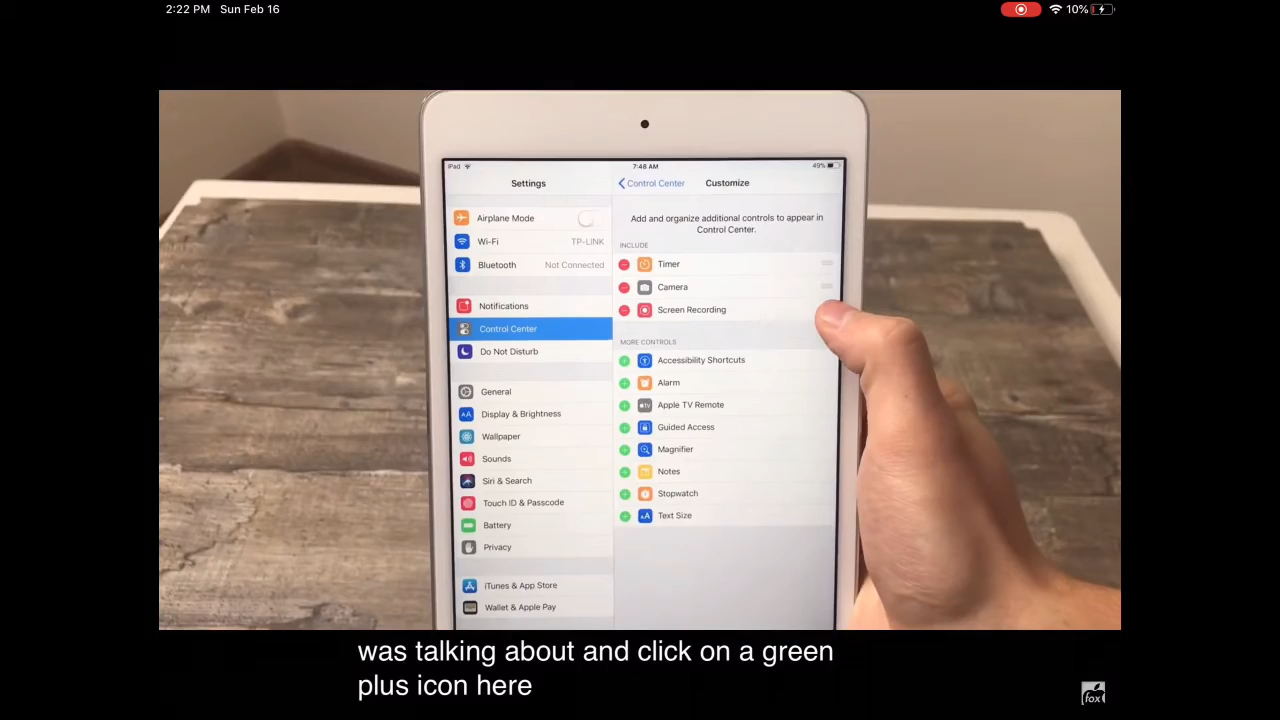 2:22 PM Sun Feb 16
10%
iPad
7:48 AM
49%
Settings
Airplane Mode
Wi-Fi TP-LINK
Bluetooth Not Connected
Notifications
Control Center
Do Not Disturb
General
Display & Brightness
Wallpaper
Sounds
Siri & Search
Touch ID & Passcode
Battery
Privacy
iTunes & App Store
Wallet & Apple Pay
Control Center Customize
Add and organize additional controls to appear in
Control Center.
INCLUDE
Timer
Camera
Screen Recording
MORE CONTROLS
Accessibility Shortcuts
Alarm
Apple TV Remote
Guided Access
Magnifier
Notes
Stopwatch
Text Size
was talking about and click on a green
plus icon here
fox